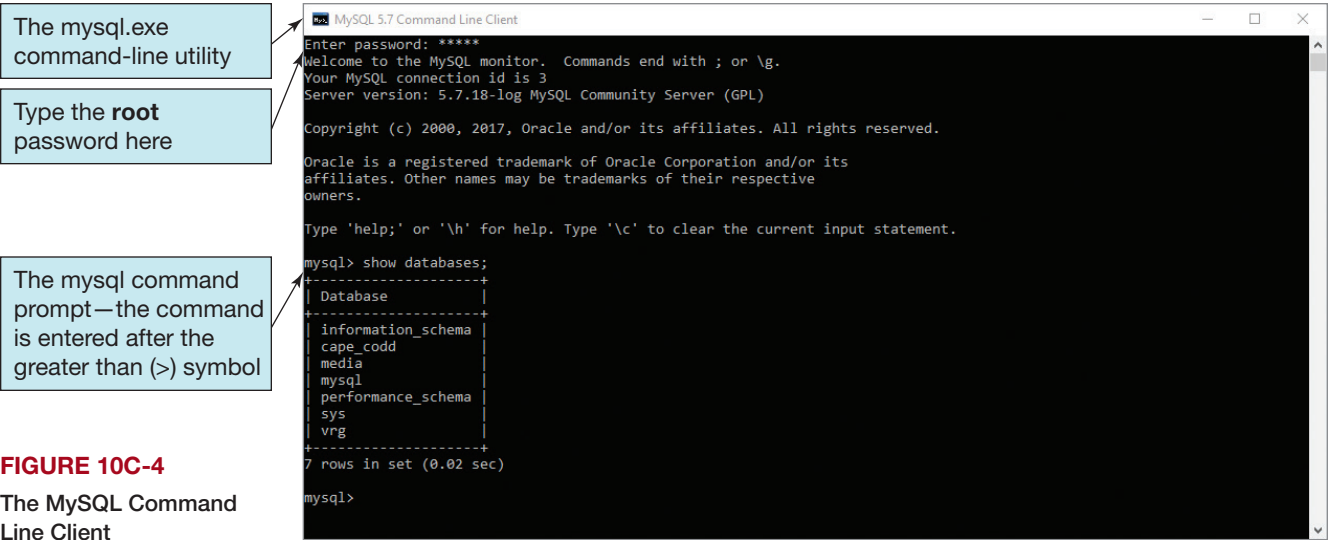 The mysql.exe
command-line utility
Type the root
password here
The mysql command
prompt—the command
is entered after the
greater than (>) symbol
FIGURE 10C-4
The MySQL Command
Line Client
MySQL 5.7 Command Line Client
Enter password: *****
Welcome to the MySQL monitor.  Commands end with ; or \g.
Your MySQL connection id is 3
Server version: 5.7.18-log MySQL Community Server (GPL)
Copyright (c) 2000, 2017, Oracle and/or its affiliates. All rights reserved.
Oracle is a registered trademark of Oracle Corporation and/or its
affiliates. Other names may be trademarks of their respective
owners.
Type 'help;' or '\h' for help. Type '\c' to clear the current input statement.
mysql> show databases;
+--------------------+
| Database           |
+--------------------+
| information_schema |
| cape_codd          |
| media              |
| mysql              |
| performance_schema |
| sys                |
| vrg                |
+--------------------+
7 rows in set (0.02 sec)
mysql>